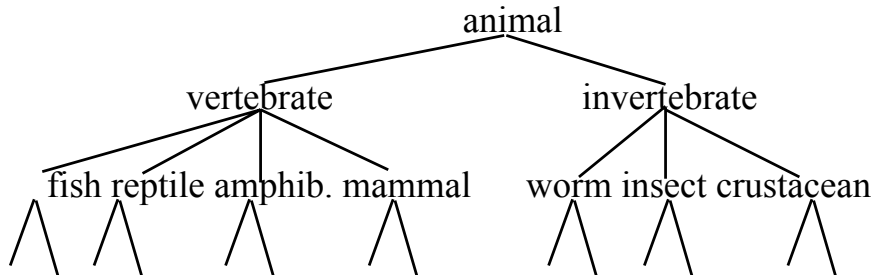 animal
vertebrate invertebrate
fish reptile amphib. mammal worm insect crustacean